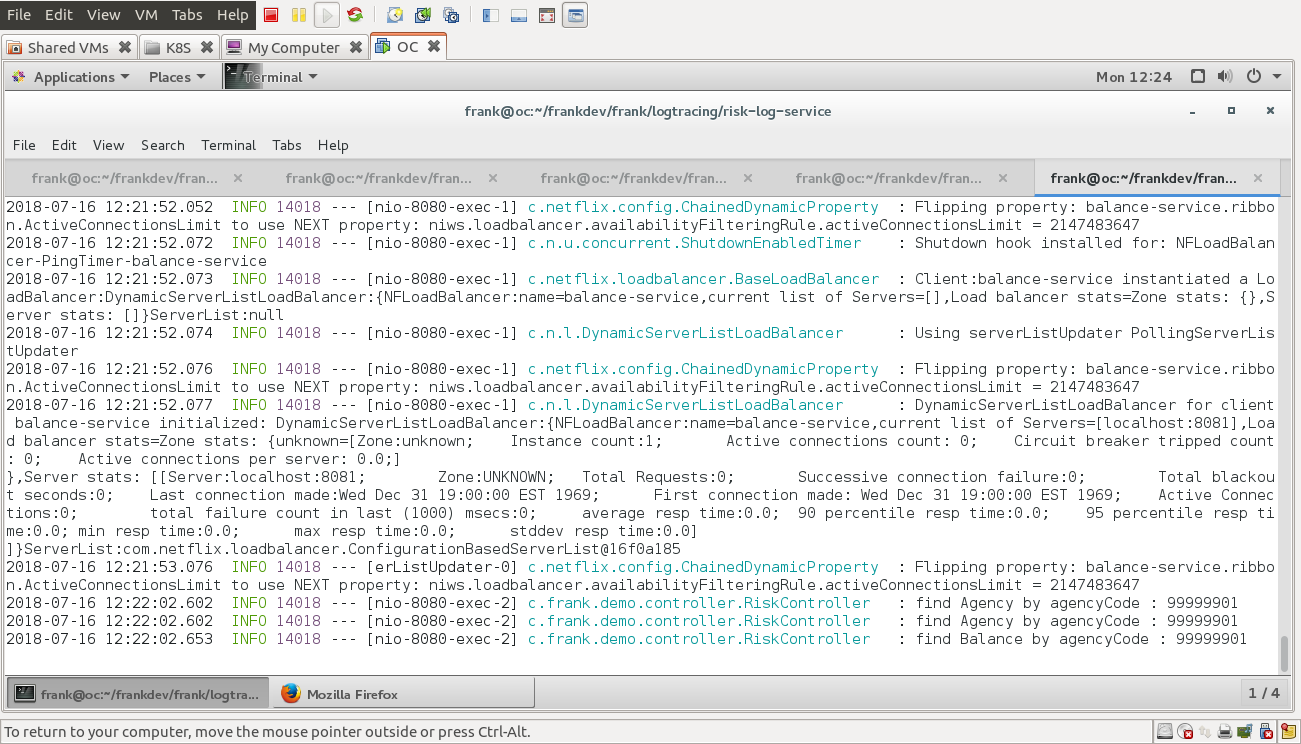 File Edit View VM Tabs Help
Shared VMs K8S My Computer OC
Applications Places Terminal Mon 12:24
frank@oc:~/frankdev/frank/logtracing/risk-log-service
File Edit View Search Terminal Tabs Help
frank@oc:~/frankdev/fran... frank@oc:~/frankdev/fran... frank@oc:~/frankdev/fran... frank@oc:~/frankdev/fran... frank@oc:~/frankdev/fran...
2018-07-16 12:21:52.052  INFO 14018 --- [nio-8080-exec-1] c.netflix.config.ChainedDynamicProperty  : Flipping property: balance-service.ribbo
n.ActiveConnectionsLimit to use NEXT property: niws.loadbalancer.availabilityFilteringRule.activeConnectionsLimit = 2147483647
2018-07-16 12:21:52.072  INFO 14018 --- [nio-8080-exec-1] c.n.u.concurrent.ShutdownEnabledTimer    : Shutdown hook installed for: NFLoadBalan
cer-PingTimer-balance-service
2018-07-16 12:21:52.073  INFO 14018 --- [nio-8080-exec-1] c.netflix.loadbalancer.BaseLoadBalancer  : Client:balance-service instantiated a Lo
adBalancer:DynamicServerListLoadBalancer:{NFLoadBalancer:name=balance-service,current list of Servers=[],Load balancer stats=Zone stats: {},S
erver stats: []}ServerList:null
2018-07-16 12:21:52.074  INFO 14018 --- [nio-8080-exec-1] c.n.l.DynamicServerListLoadBalancer      : Using serverListUpdater PollingServerLis
tUpdater
2018-07-16 12:21:52.076  INFO 14018 --- [nio-8080-exec-1] c.netflix.config.ChainedDynamicProperty  : Flipping property: balance-service.ribbo
n.ActiveConnectionsLimit to use NEXT property: niws.loadbalancer.availabilityFilteringRule.activeConnectionsLimit = 2147483647
2018-07-16 12:21:52.077  INFO 14018 --- [nio-8080-exec-1] c.n.l.DynamicServerListLoadBalancer      : DynamicServerListLoadBalancer for client
 balance-service initialized: DynamicServerListLoadBalancer:{NFLoadBalancer:name=balance-service,current list of Servers=[localhost:8081],Loa
d balancer stats=Zone stats: {unknown=[Zone:unknown;    Instance count:1;       Active connections count: 0;    Circuit breaker tripped count
: 0;    Active connections per server: 0.0;]
},Server stats: [[Server:localhost:8081;        Zone:UNKNOWN;   Total Requests:0;       Successive connection failure:0;        Total blackou
t seconds:0;    Last connection made:Wed Dec 31 19:00:00 EST 1969;      First connection made: Wed Dec 31 19:00:00 EST 1969;    Active Connec
tions:0;        total failure count in last (1000) msecs:0;     average resp time:0.0;  90 percentile resp time:0.0;    95 percentile resp ti
me:0.0; min resp time:0.0;      max resp time:0.0;      stddev resp time:0.0]
]}ServerList:com.netflix.loadbalancer.ConfigurationBasedServerList@16f0a185
2018-07-16 12:21:53.076  INFO 14018 --- [erListUpdater-0] c.netflix.config.ChainedDynamicProperty  : Flipping property: balance-service.ribbo
n.ActiveConnectionsLimit to use NEXT property: niws.loadbalancer.availabilityFilteringRule.activeConnectionsLimit = 2147483647
2018-07-16 12:22:02.602  INFO 14018 --- [nio-8080-exec-2] c.frank.demo.controller.RiskController   : find Agency by agencyCode : 99999901
2018-07-16 12:22:02.602  INFO 14018 --- [nio-8080-exec-2] c.frank.demo.controller.RiskController   : find Agency by agencyCode : 99999901
2018-07-16 12:22:02.653  INFO 14018 --- [nio-8080-exec-2] c.frank.demo.controller.RiskController   : find Balance by agencyCode : 99999901
frank@oc:~/frankdev/frank/logtra... Mozilla Firefox 1 / 4
To return to your computer, move the mouse pointer outside or press Ctrl-Alt.